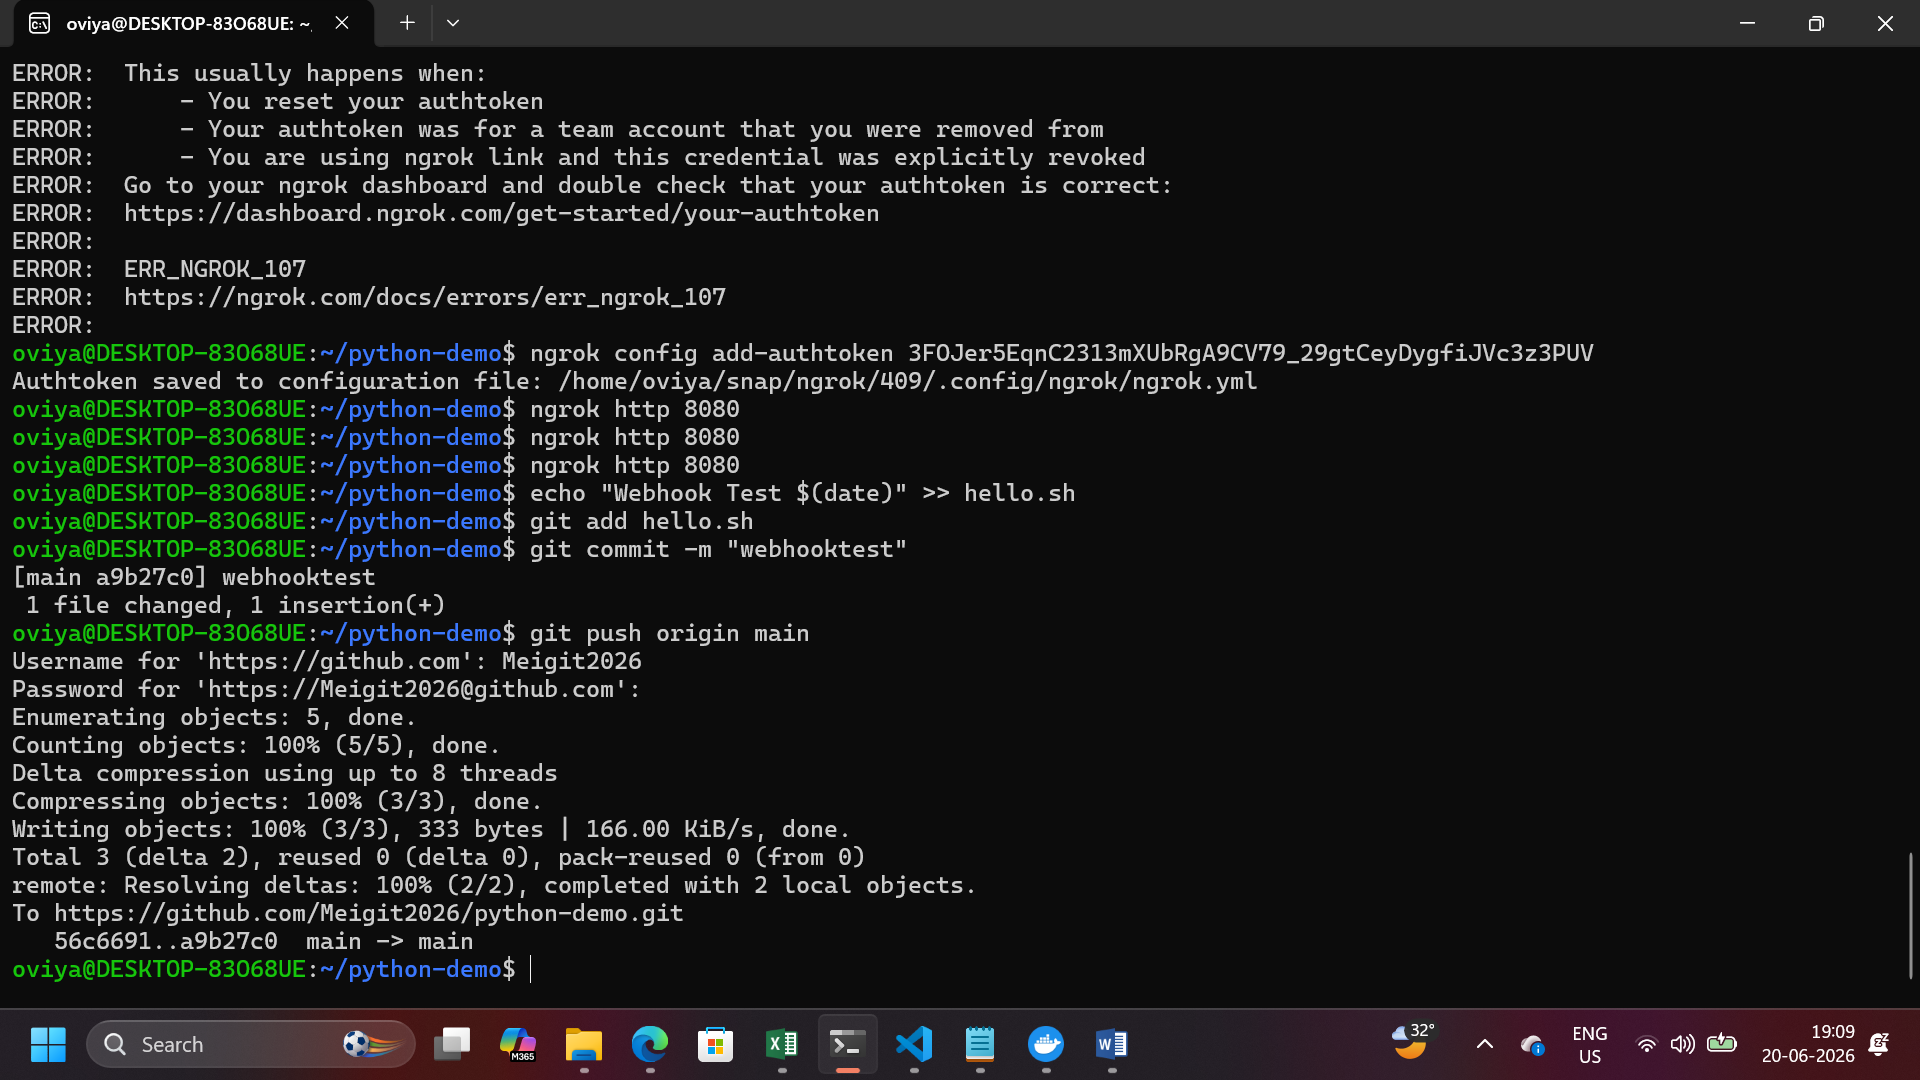 oviya@DESKTOP-83O68UE: ~,
ERROR:  This usually happens when:
ERROR:      - You reset your authtoken
ERROR:      - Your authtoken was for a team account that you were removed from
ERROR:      - You are using ngrok link and this credential was explicitly revoked
ERROR:  Go to your ngrok dashboard and double check that your authtoken is correct:
ERROR:  https://dashboard.ngrok.com/get-started/your-authtoken
ERROR:
ERROR:  ERR_NGROK_107
ERROR:  https://ngrok.com/docs/errors/err_ngrok_107
ERROR:
oviya@DESKTOP-83O68UE:~/python-demo$ ngrok config add-authtoken 3FOJer5EqnC2313mXUbRgA9CV79_29gtCeyDygfiJVc3z3PUV
Authtoken saved to configuration file: /home/oviya/snap/ngrok/409/.config/ngrok/ngrok.yml
oviya@DESKTOP-83O68UE:~/python-demo$ ngrok http 8080
oviya@DESKTOP-83O68UE:~/python-demo$ ngrok http 8080
oviya@DESKTOP-83O68UE:~/python-demo$ ngrok http 8080
oviya@DESKTOP-83O68UE:~/python-demo$ echo "Webhook Test $(date)" >> hello.sh
oviya@DESKTOP-83O68UE:~/python-demo$ git add hello.sh
oviya@DESKTOP-83O68UE:~/python-demo$ git commit -m "webhooktest"
[main a9b27c0] webhooktest
 1 file changed, 1 insertion(+)
oviya@DESKTOP-83O68UE:~/python-demo$ git push origin main
Username for 'https://github.com': Meigit2026
Password for 'https://Meigit2026@github.com':
Enumerating objects: 5, done.
Counting objects: 100% (5/5), done.
Delta compression using up to 8 threads
Compressing objects: 100% (3/3), done.
Writing objects: 100% (3/3), 333 bytes | 166.00 KiB/s, done.
Total 3 (delta 2), reused 0 (delta 0), pack-reused 0 (from 0)
remote: Resolving deltas: 100% (2/2), completed with 2 local objects.
To https://github.com/Meigit2026/python-demo.git
   56c6691..a9b27c0  main -> main
oviya@DESKTOP-83O68UE:~/python-demo$
Search
M365
32°
ENG
US
19:09
20-06-2026